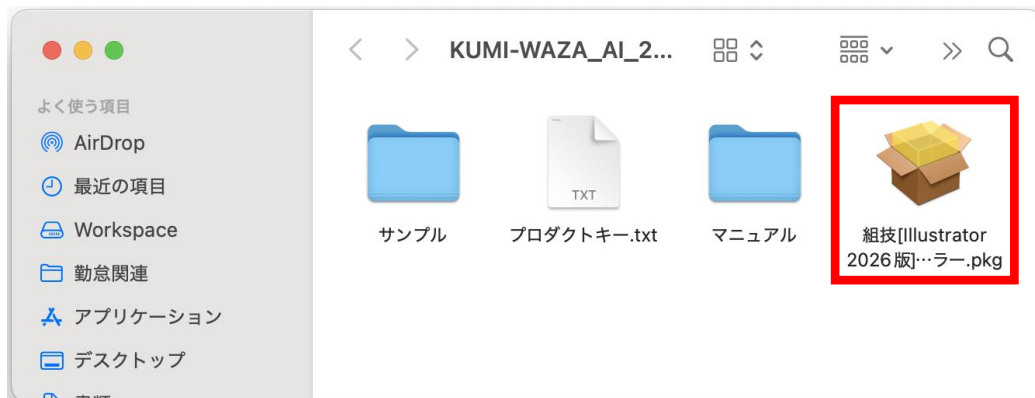 KUMI-WAZA_AI_2...
よく使う項目
AirDrop
最近の項目
Workspace
勤怠関連
アプリケーション
デスクトップ
サンプル
TXT
プロダクトキー.txt
マニュアル
組技[Illustrator
2026版]…ラー.pkg